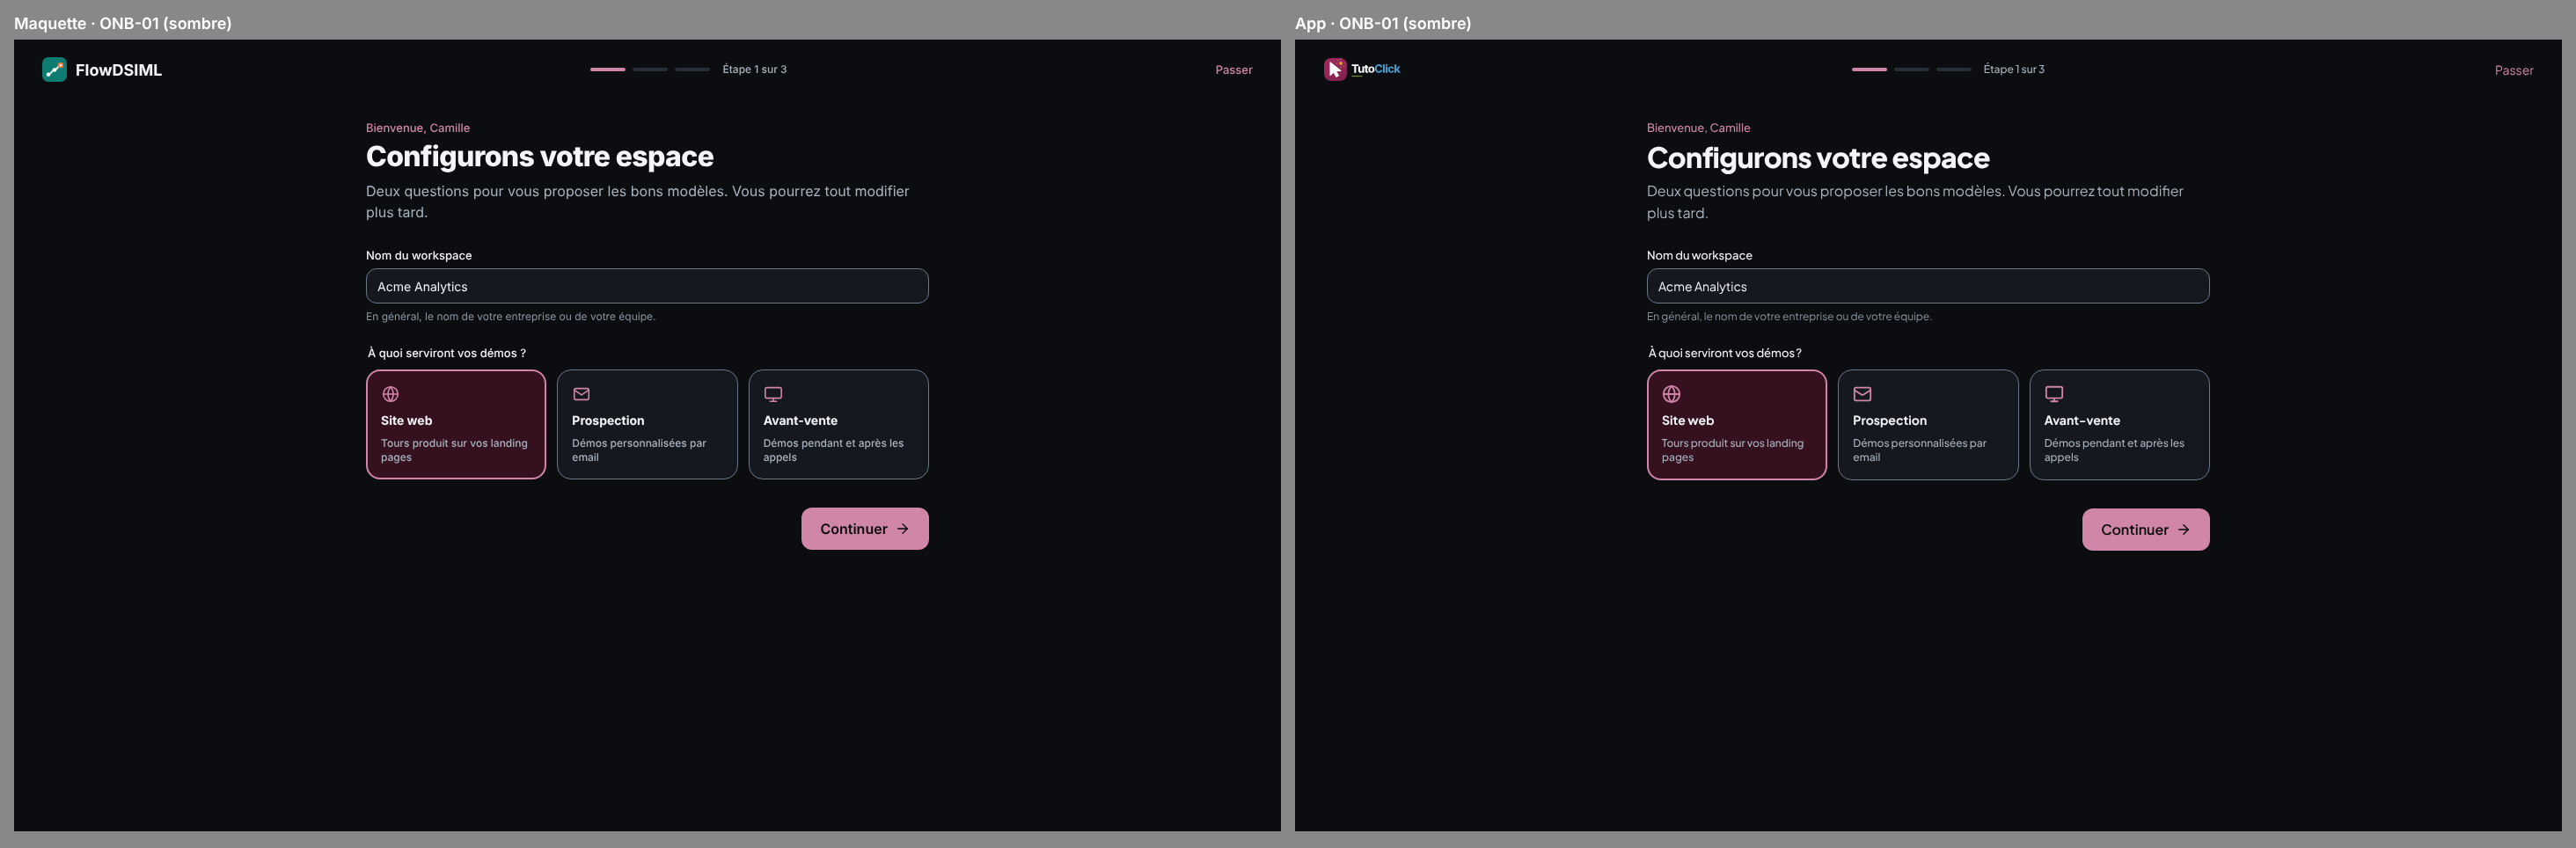 Maquette · ONB-01 (sombre)
FlowDSIML
Étape 1 sur 3
Passer
Bienvenue, Camille
Configurons votre espace
Deux questions pour vous proposer les bons modèles. Vous pourrez tout modifier
plus tard.
Nom du workspace
Acme Analytics
En général, le nom de votre entreprise ou de votre équipe.
À quoi serviront vos démos ?
Site web
Tours produit sur vos landing
pages
Prospection
Démos personnalisées par
email
Avant-vente
Démos pendant et après les
appels
Continuer
App · ONB-01 (sombre)
TutoClick
Étape 1 sur 3
Passer
Bienvenue, Camille
Configurons votre espace
Deux questions pour vous proposer les bons modèles. Vous pourrez tout modifier
plus tard.
Nom du workspace
Acme Analytics
En général, le nom de votre entreprise ou de votre équipe.
À quoi serviront vos démos ?
Site web
Tours produit sur vos landing
pages
Prospection
Démos personnalisées par
email
Avant-vente
Démos pendant et après les
appels
Continuer